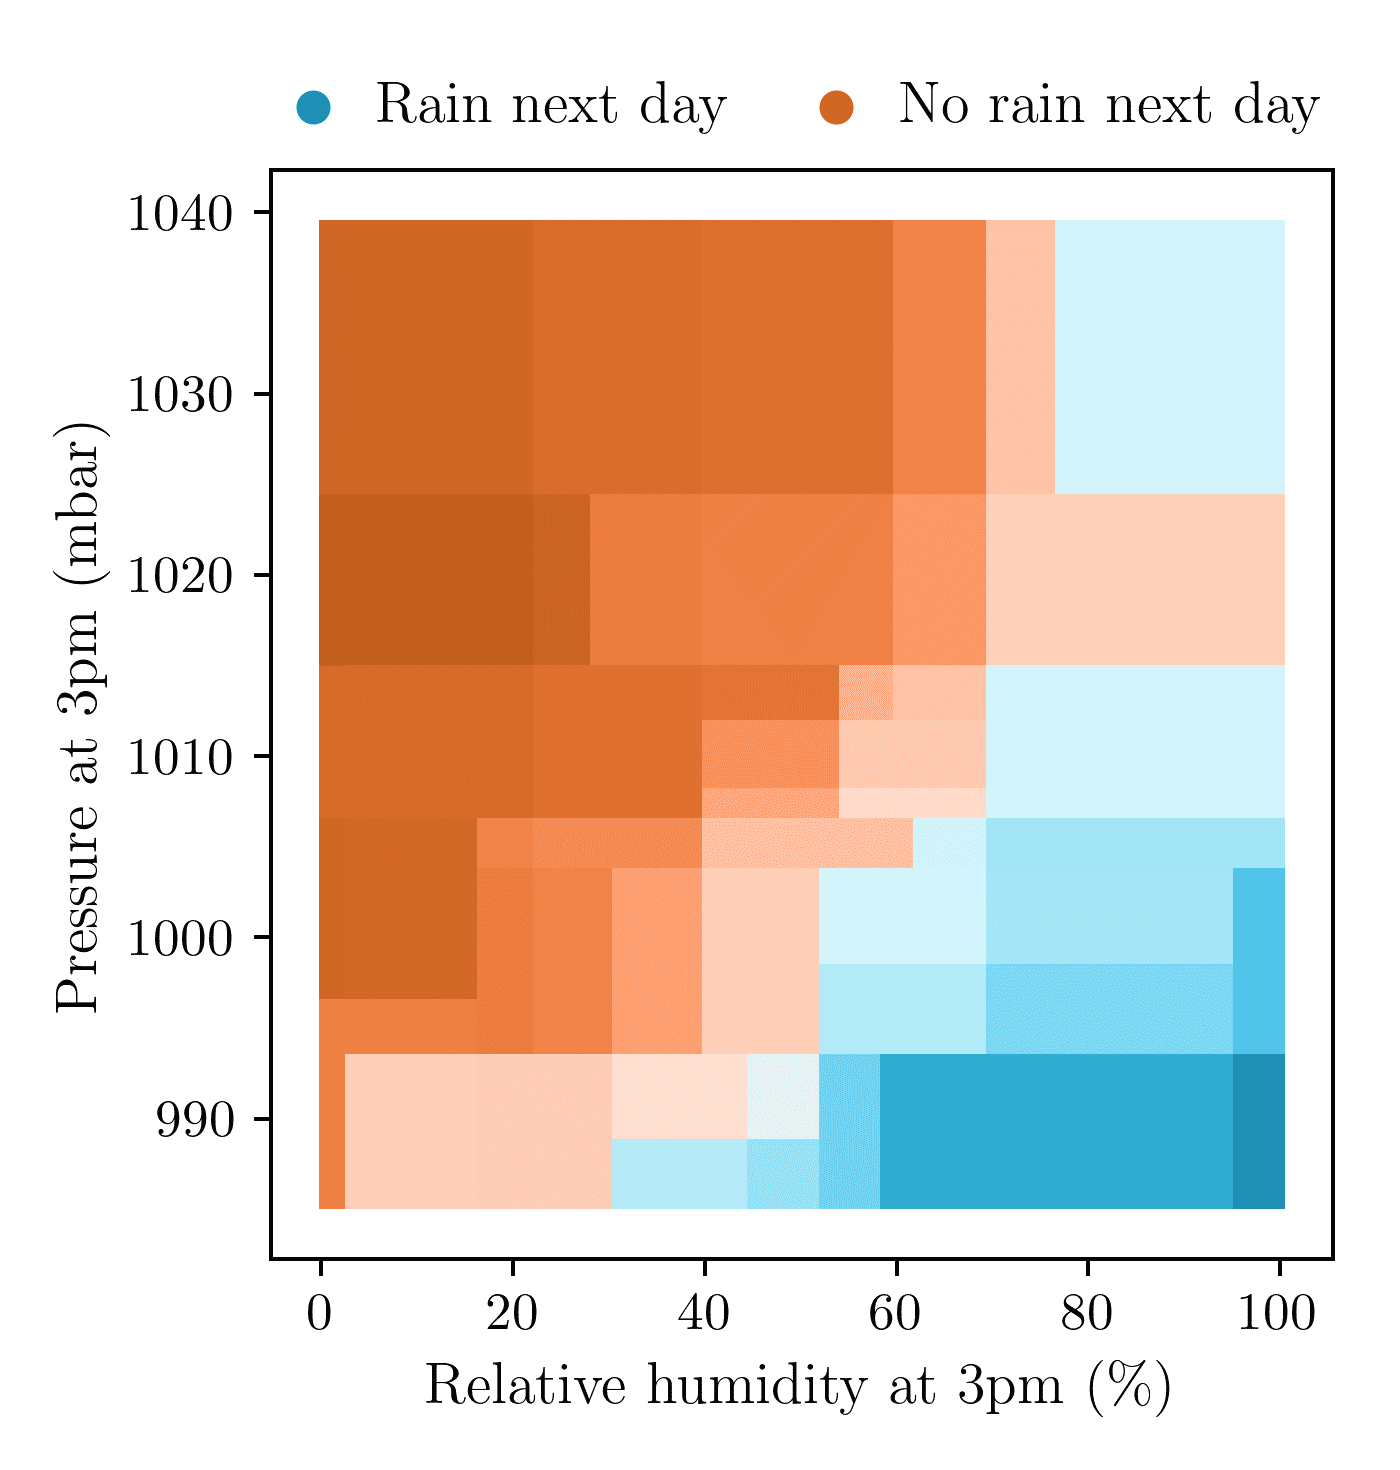 Rain next day
No rain next day
1040
1030
1020
1010
1000
990
Pressure at 3pm (mbar)
0 20 40 60 80 100
Relative humidity at 3pm (%)